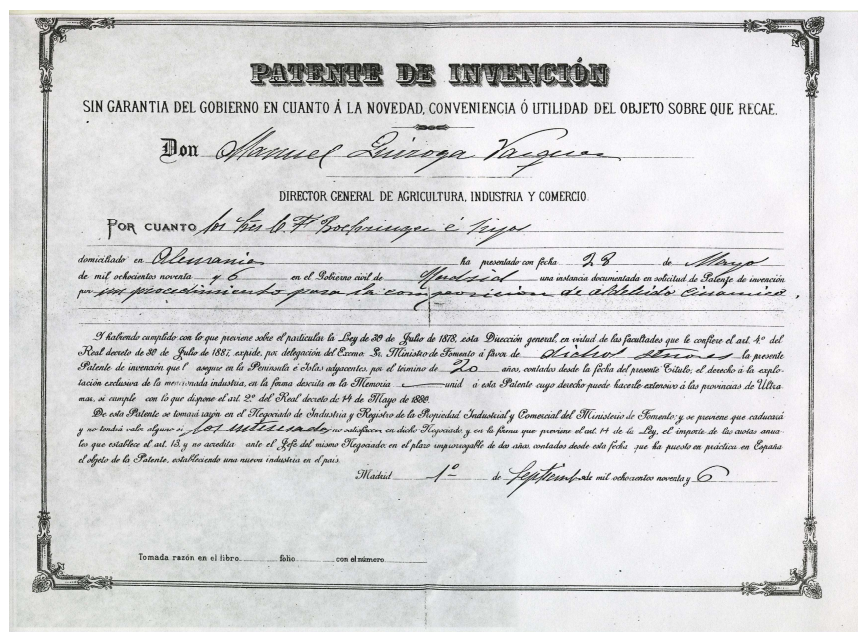 PATENTE DE INVENCIÓN
SIN GARANTIA DEL GOBIERNO EN CUANTO Á LA NOVEDAD, CONVENIENCIA Ó UTILIDAD DEL OBJETO SOBRE QUE RECAE.
Don Manuel Quiroga Vazquez
DIRECTOR GENERAL DE AGRICULTURA, INDUSTRIA Y COMERCIO
POR CUANTO los Sres C. F. Boehringer é hijos
domiciliado en Alemania ha presentado con fecha 23 de Mayo
de mil ochocientos noventa y 6 en el Gobierno civil de Madrid una instancia documentada en solicitud de Patente de invención
por un procedimiento para la composicion de aldehido cinamico.
Y habiendo cumplido con lo que previene sobre el particular la Ley de 30 de Julio de 1878, esta Dirección general, en virtud de las facultades que le confiere el art. 4º del
Real decreto de 30 de Julio de 1887, expide, por delegación del Excmo. Sr. Ministro de Fomento á favor de dichos señores la presente
Patente de invención que l asegure en la Península é Islas adyacentes, por el término de 20 años, contados desde la fecha del presente Título, el derecho á la explo-
tación exclusiva de la mencionada industria, en la forma descrita en la Memoria unid á esta Patente cuyo derecho puede hacerle extensivo á las provincias de Ultra
mar, si cumple con lo que dispone el art. 2º del Real decreto de 14 de Mayo de 1880.
De esta Patente se tomará razón en el Negociado de Industria y Registro de la Propiedad Industrial y Comercial del Ministerio de Fomento; y se previene que caducará
y no tendrá valor alguno si los interesados no satisfacen en dicho Negociado y en la forma que previene el art. 14 de la Ley, el importe de las cuotas anua-
les que establece el art. 13, y no acredita ante el Jefe del mismo Negociado, en el plazo improrogable de dos años, contados desde esta fecha, que ha puesto en práctica en España
el objeto de la Patente, estableciendo una nueva industria en el país.
Madrid 1º de Septiembre de mil ochocientos noventa y 6
Tomada razón en el libro folio con el número